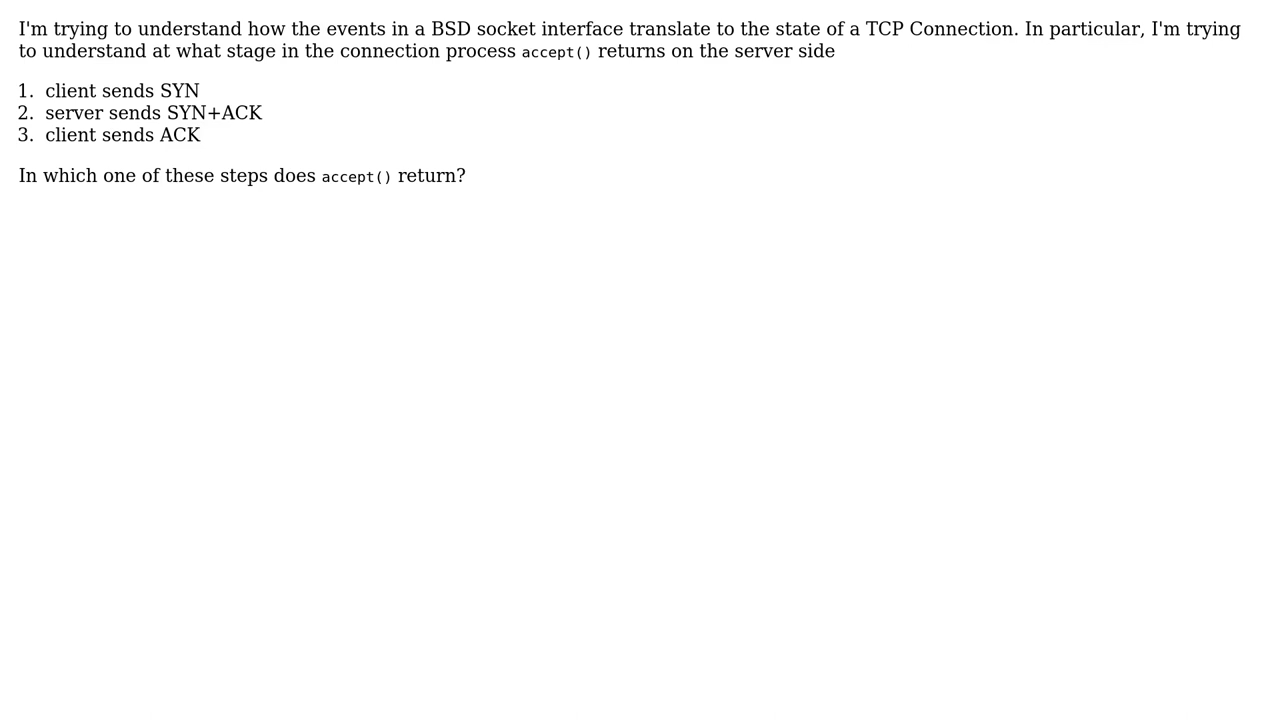 I'm trying to understand how the events in a BSD socket interface translate to the state of a TCP Connection. In particular, I'm trying
to understand at what stage in the connection process accept() returns on the server side
1. client sends SYN
2. server sends SYN+ACK
3. client sends ACK
In which one of these steps does accept() return?